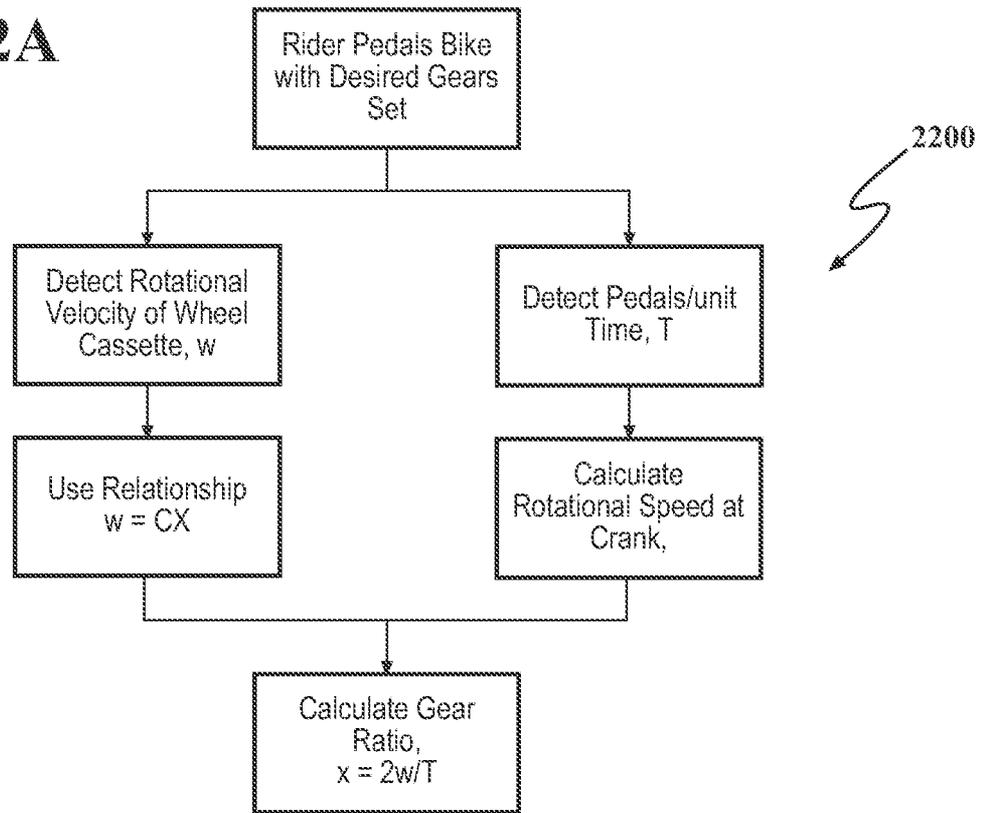 2A
Rider Pedals Bike
with Desired Gears
Set
2200
Detect Rotational
Velocity of Wheel
Cassette, w
Detect Pedals/unit
Time, T
Use Relationship
w = CX
Calculate
Rotational Speed at
Crank,
Calculate Gear
Ratio,
x = 2w/T